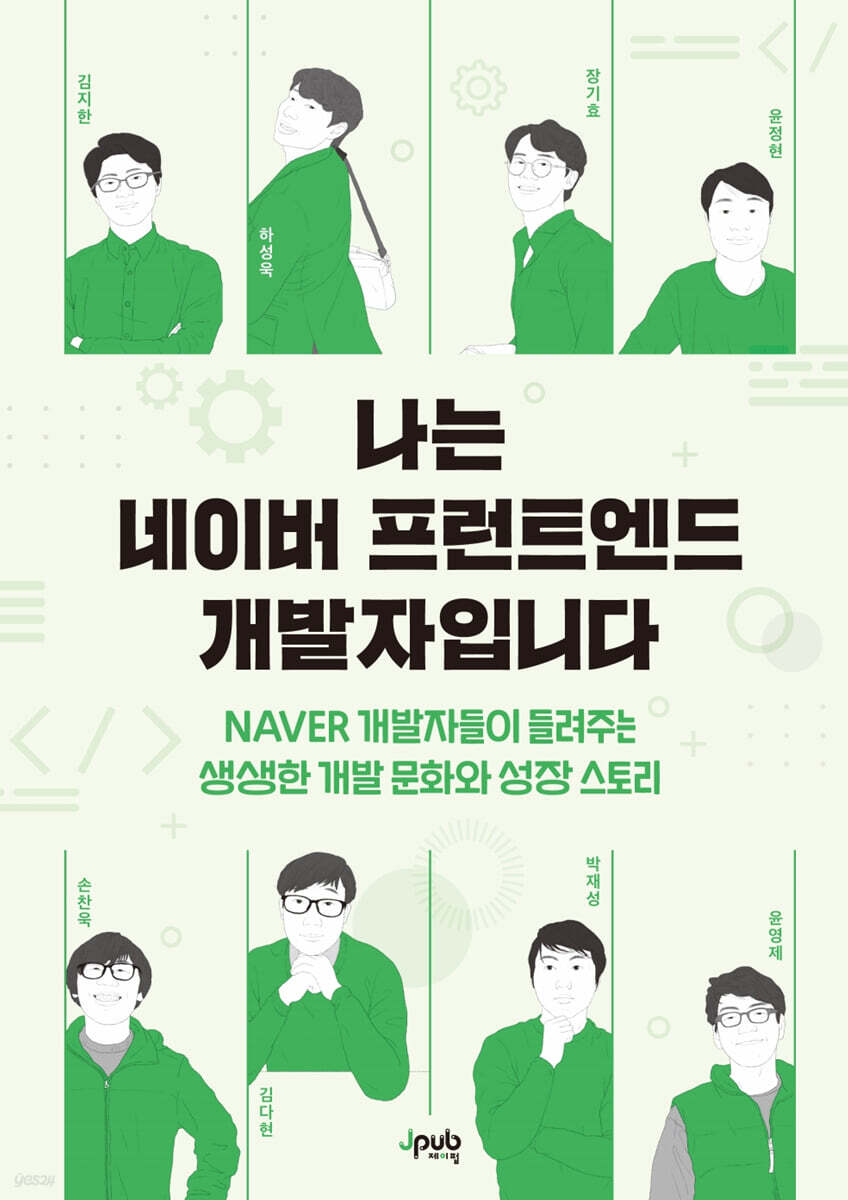 김지한
하성욱
장기효
윤정현
나는
네이버 프런트엔드
개발자입니다
NAVER 개발자들이 들려주는
생생한 개발 문화와 성장 스토리
손찬욱
김다현
박재성
윤영제
Jpub
제이펍
yes24